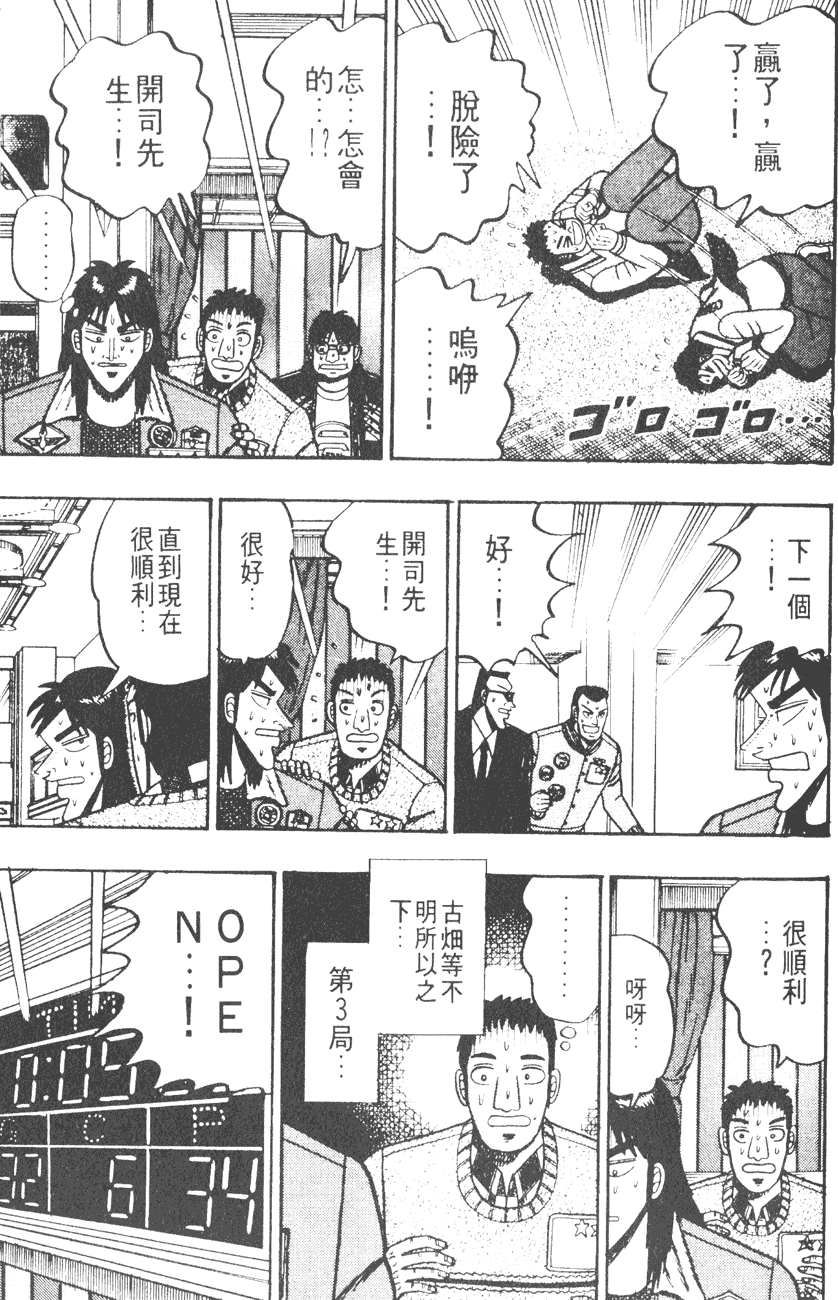 贏了，贏
了…！
脫險了
…！
嗚咿
……！
ゴロゴロ…
怎…怎會
的…!?
開司先
生…！
……
下一個
…！
好…！
開司先
生…！
很好…
直到現在
很順利…
很順利
…？
呀呀…
……
古畑等不
明所以之
下…
第3局…
OPE
N…！
6
34